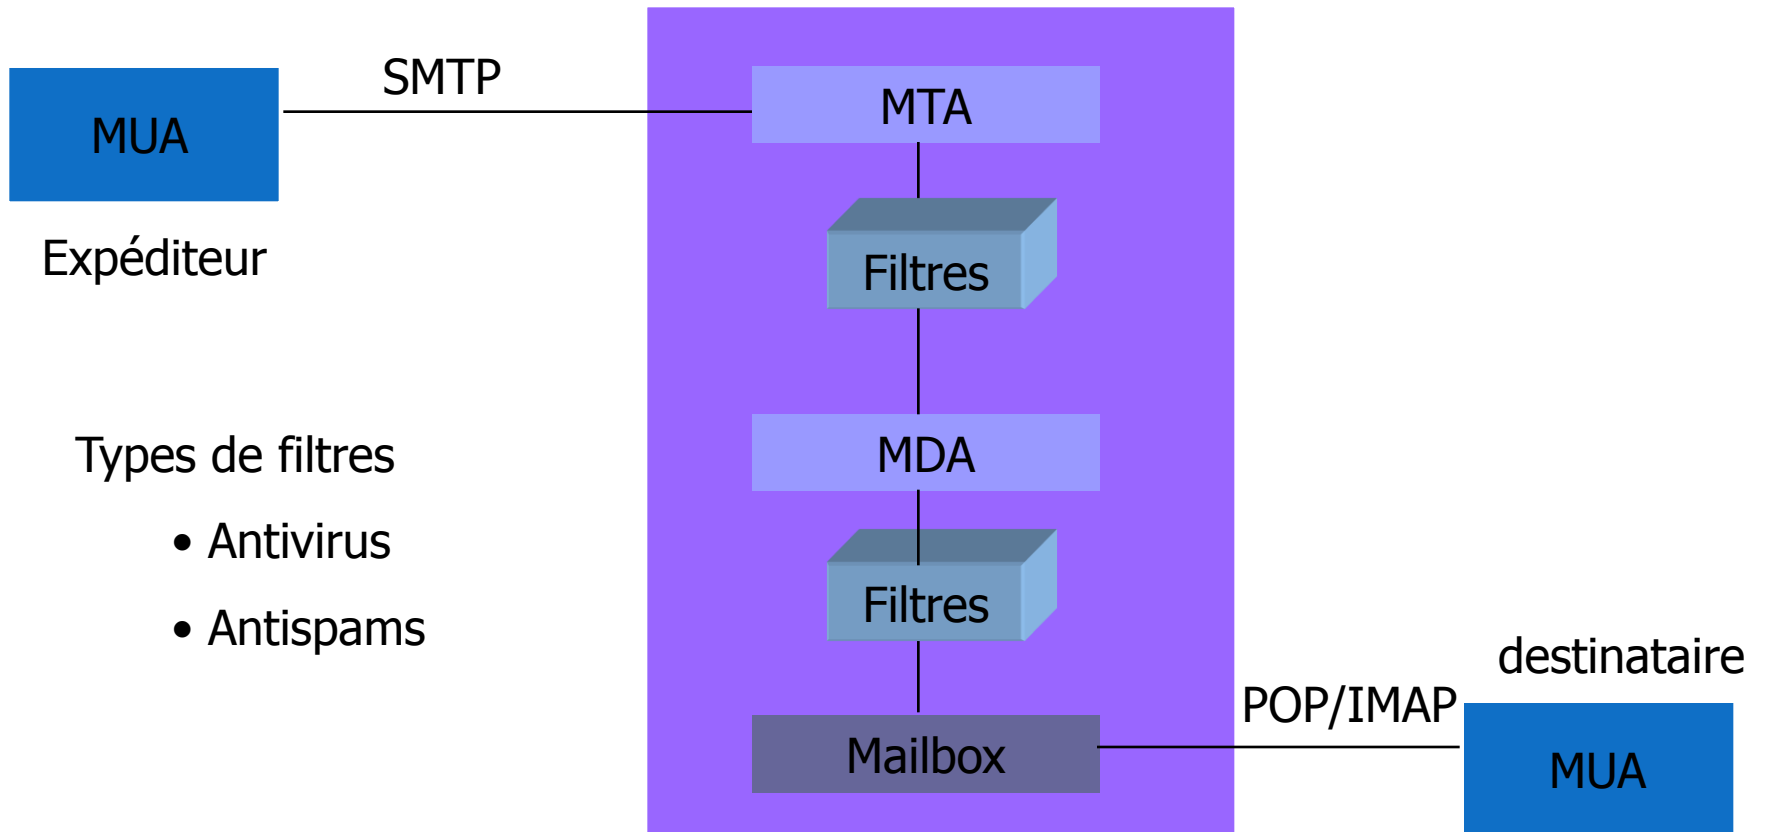 SMTP
MUA
MTA
Expéditeur
Filtres
Types de filtres
• Antivirus
• Antispams
MDA
Filtres
Mailbox
POP/IMAP
destinataire
MUA